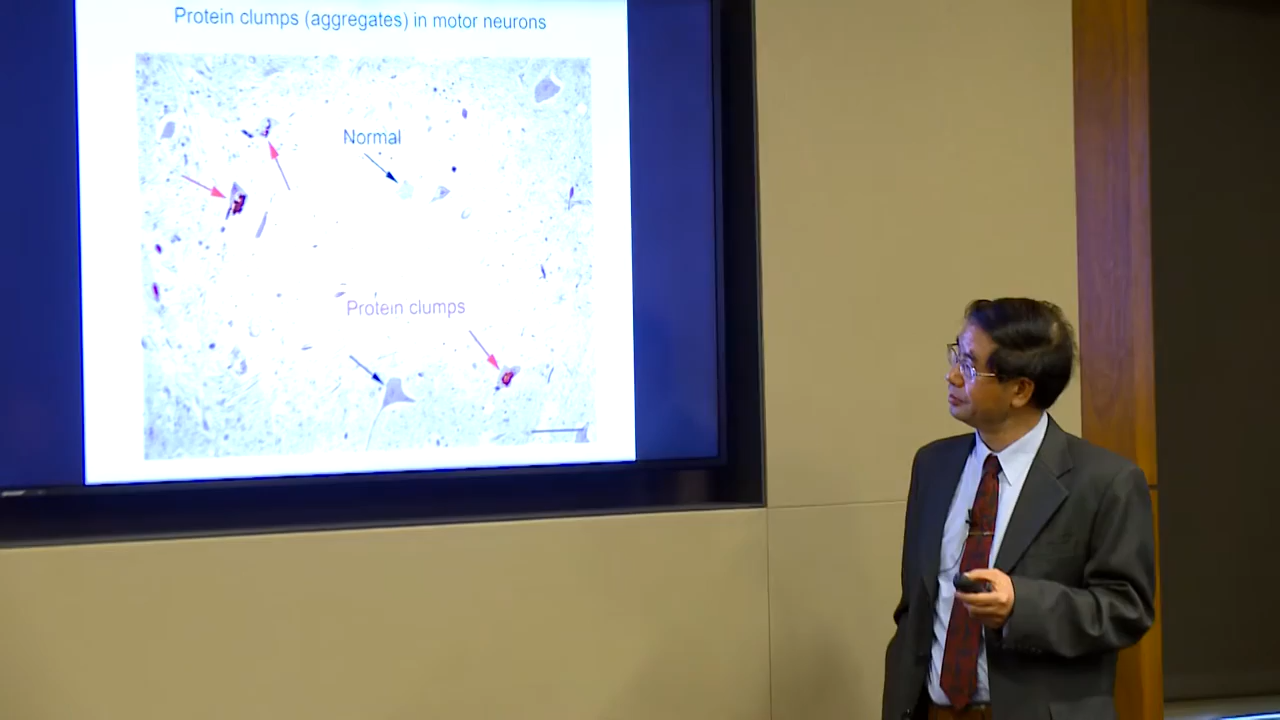 Protein clumps (aggregates) in motor neurons
Normal
Protein clumps